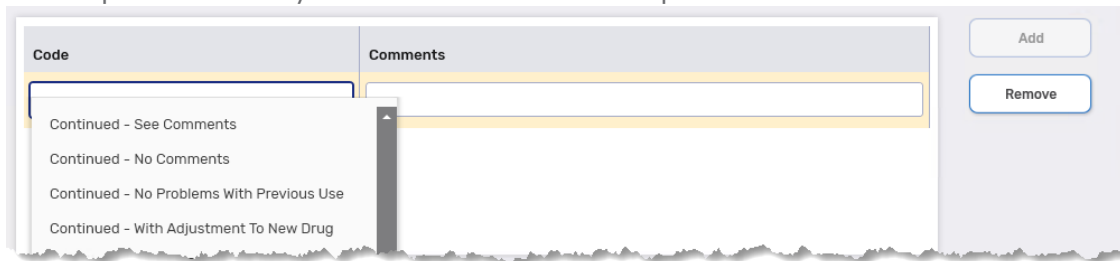 Code
Comments
Add
Remove
Continued - See Comments
Continued - No Comments
Continued - No Problems With Previous Use
Continued - With Adjustment To New Drug